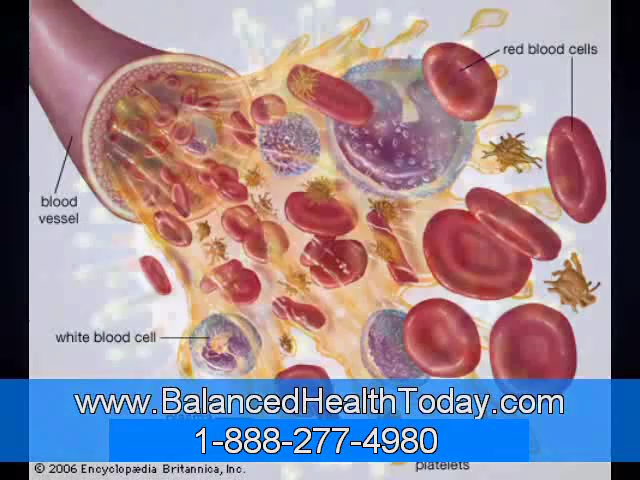 red blood cells
blood
vessel
white blood cell
www.BalancedHealthToday.com
1-888-277-4980
platelets
© 2006 Encyclopædia Britannica, Inc.